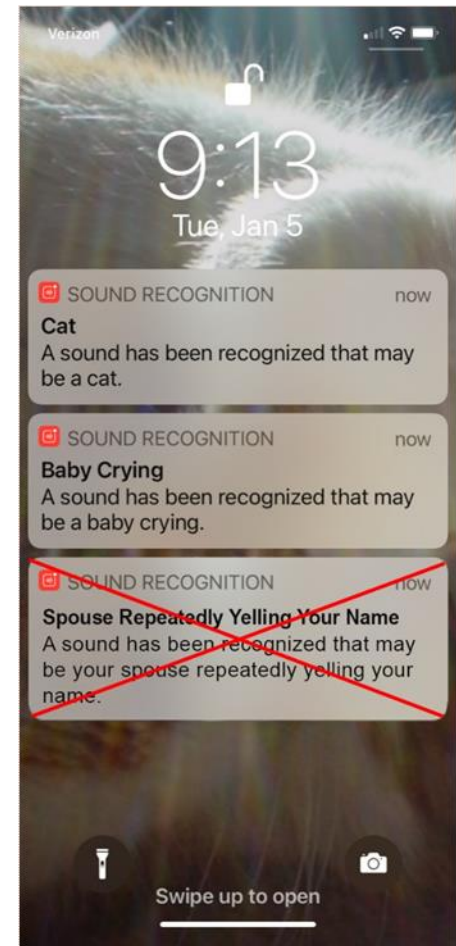 Verizon
9:13
Tue, Jan 5
SOUND RECOGNITION now
Cat
A sound has been recognized that may
be a cat.
SOUND RECOGNITION now
Baby Crying
A sound has been recognized that may
be a baby crying.
SOUND RECOGNITION now
Spouse Repeatedly Yelling Your Name
A sound has been recognized that may
be your spouse repeatedly yelling your
name.
Swipe up to open